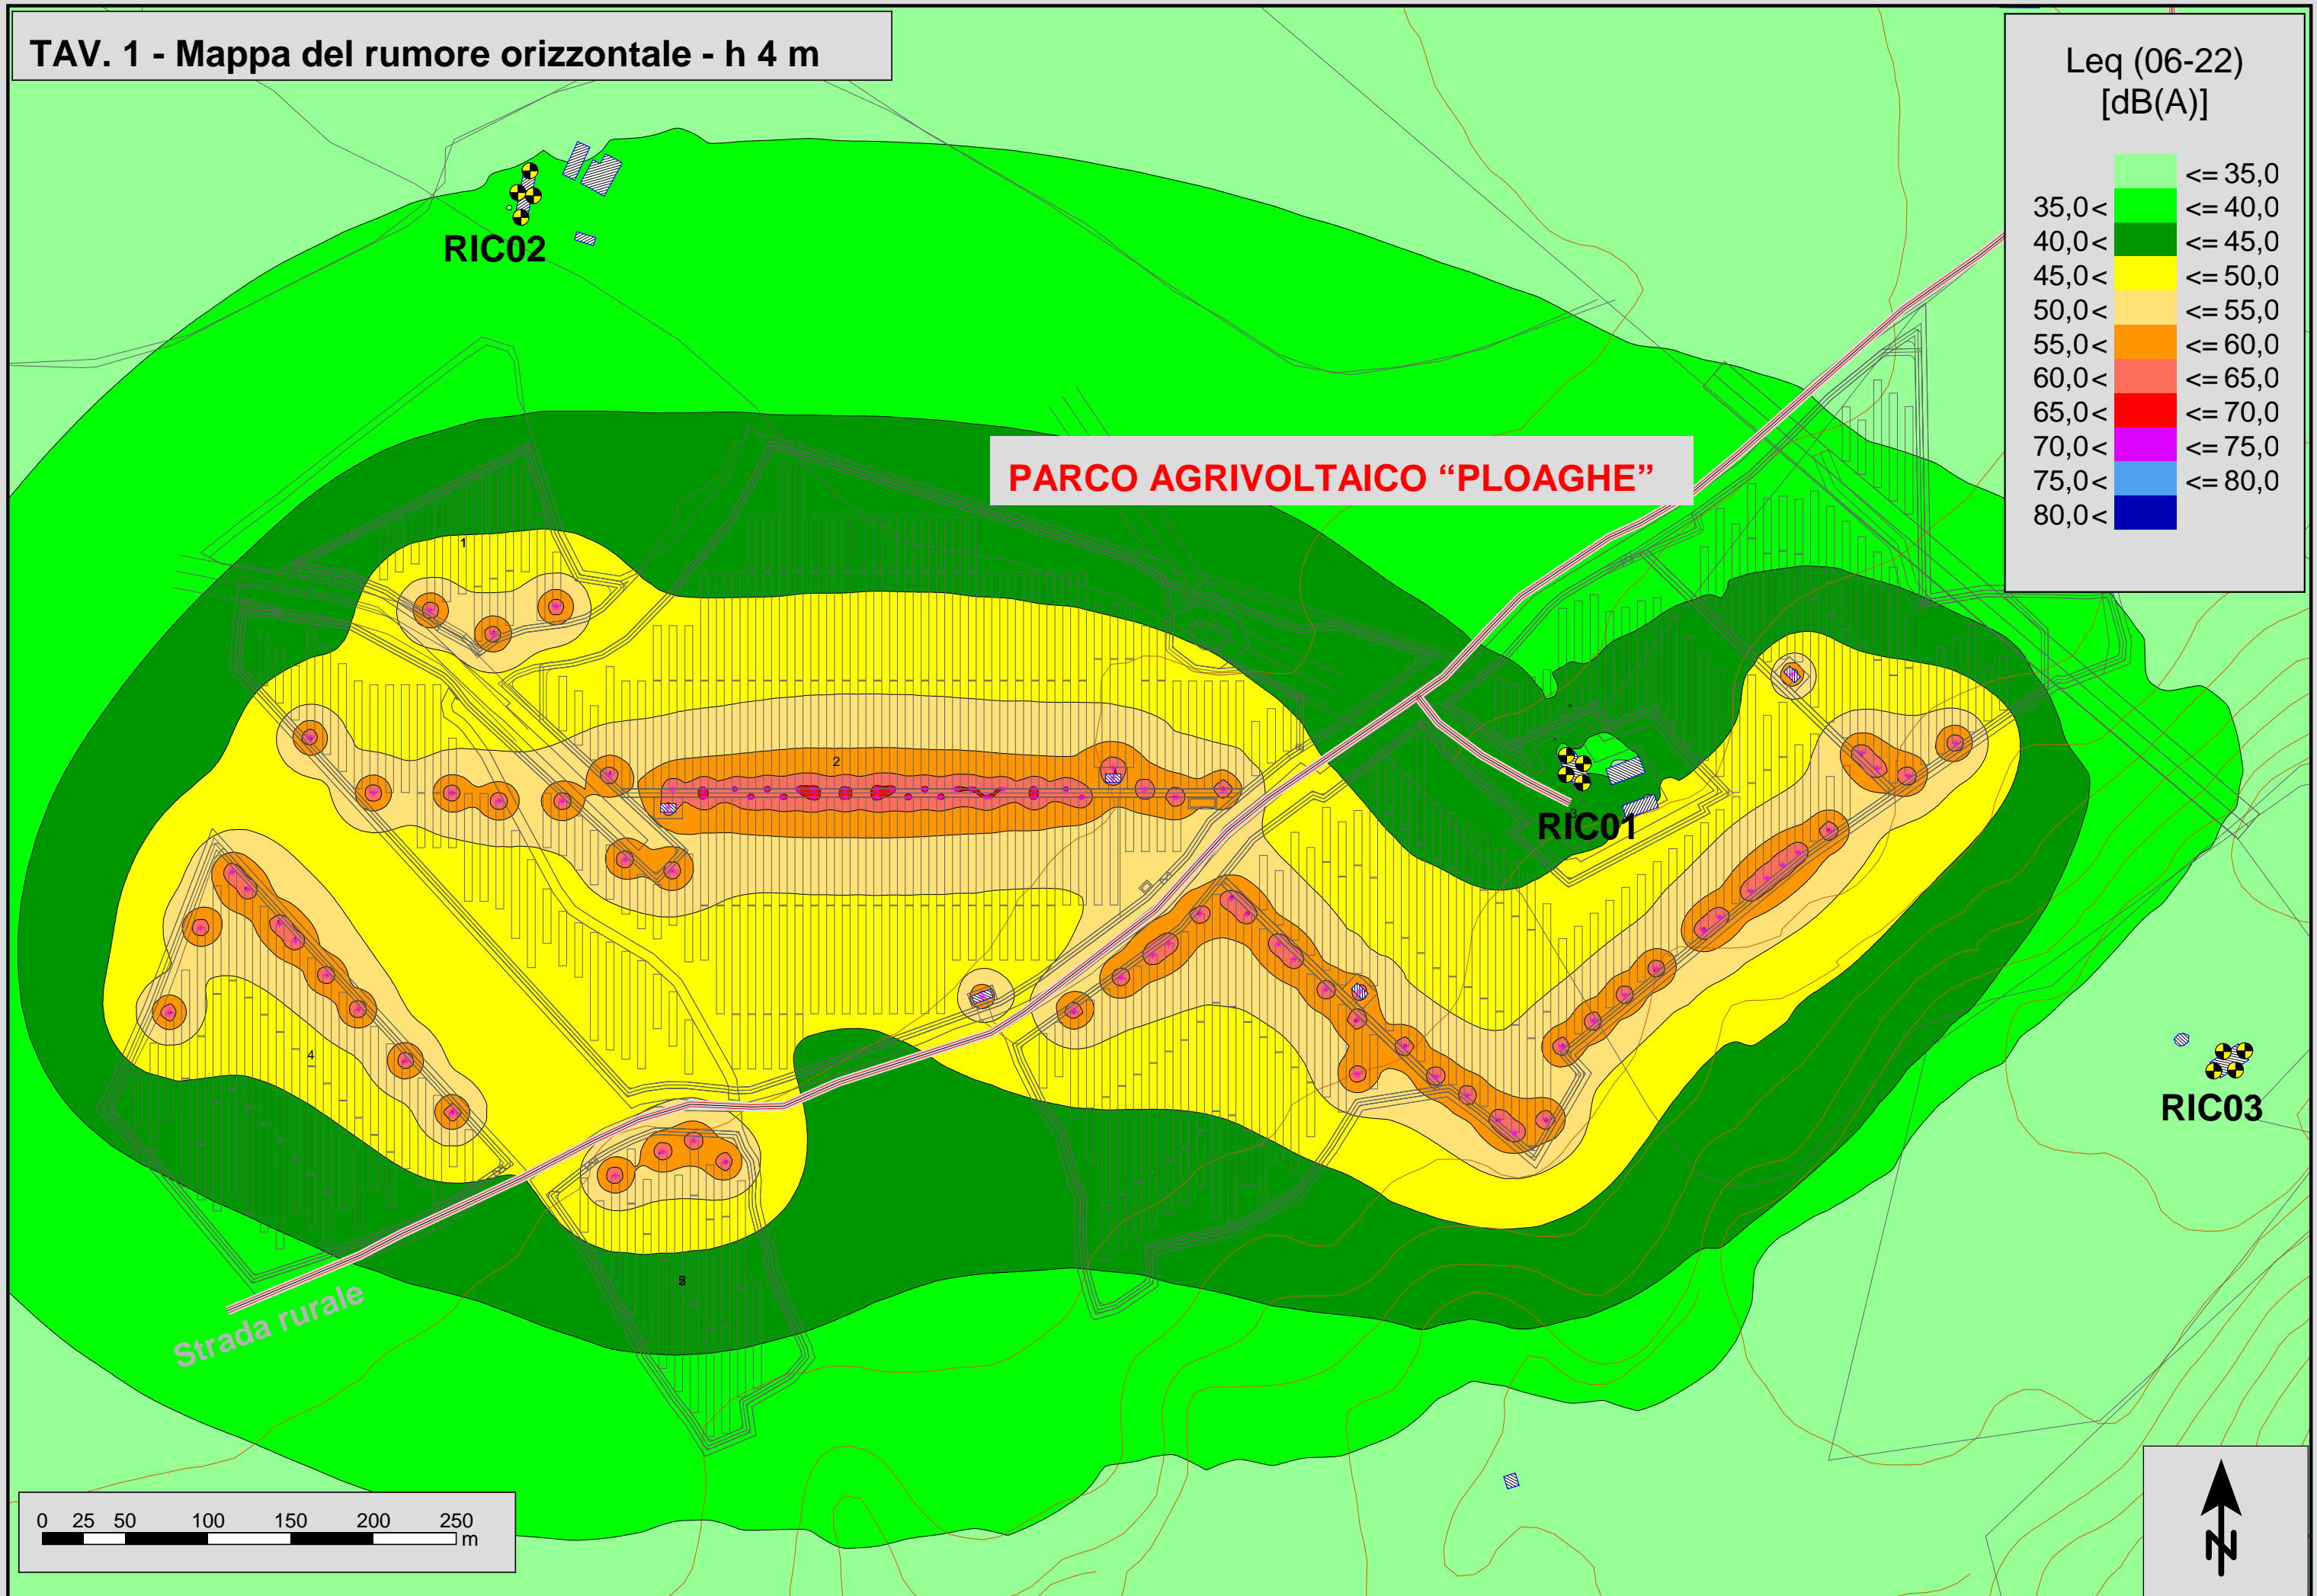 TAV. 1 - Mappa del rumore orizzontale - h 4 m
Leq (06-22)
[dB(A)]
<= 35,0
35,0 < <= 40,0
40,0 < <= 45,0
45,0 < <= 50,0
50,0 < <= 55,0
55,0 < <= 60,0
60,0 < <= 65,0
65,0 < <= 70,0
70,0 < <= 75,0
75,0 < <= 80,0
80,0 <
RIC02
PARCO AGRIVOLTAICO “PLOAGHE”
1
2
3
RIC01
4
RIC03
Strada rurale
0 25 50 100 150 200 250
m
N